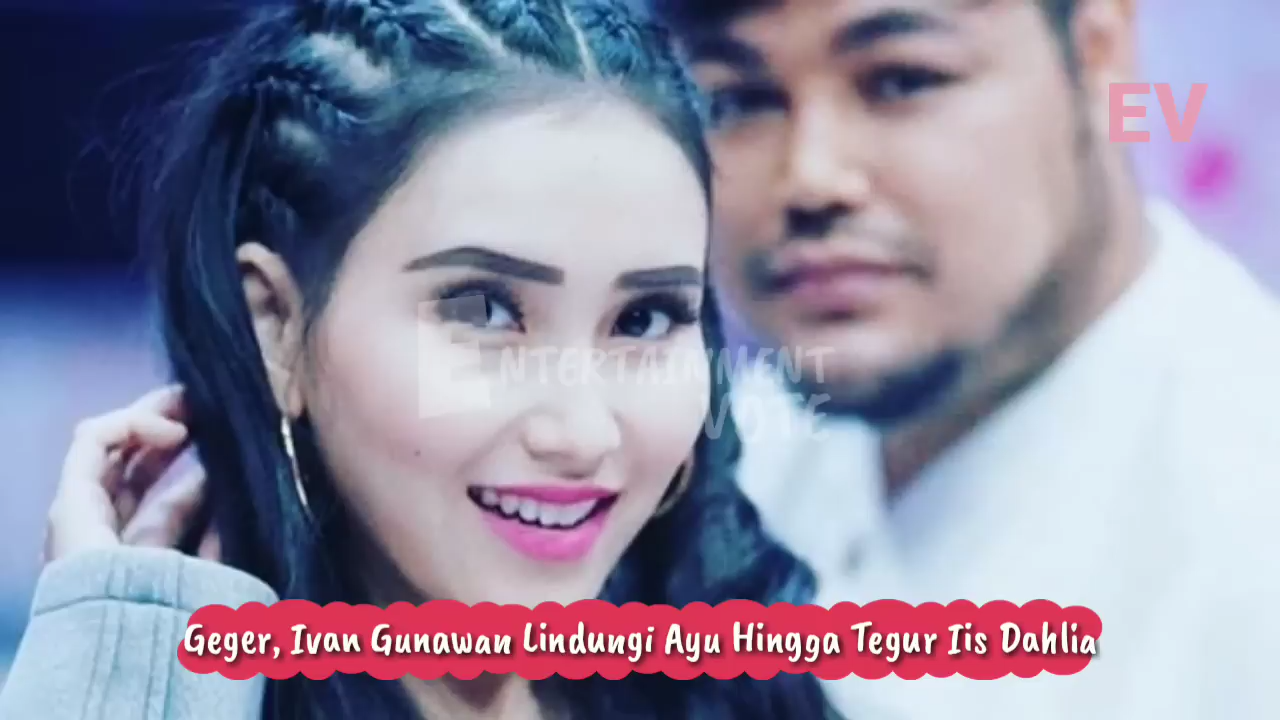 EV
ENTERTAINMENT
VOTE
Geger, Ivan Gunawan Lindungi Ayu Hingga Tegur Iis Dahlia